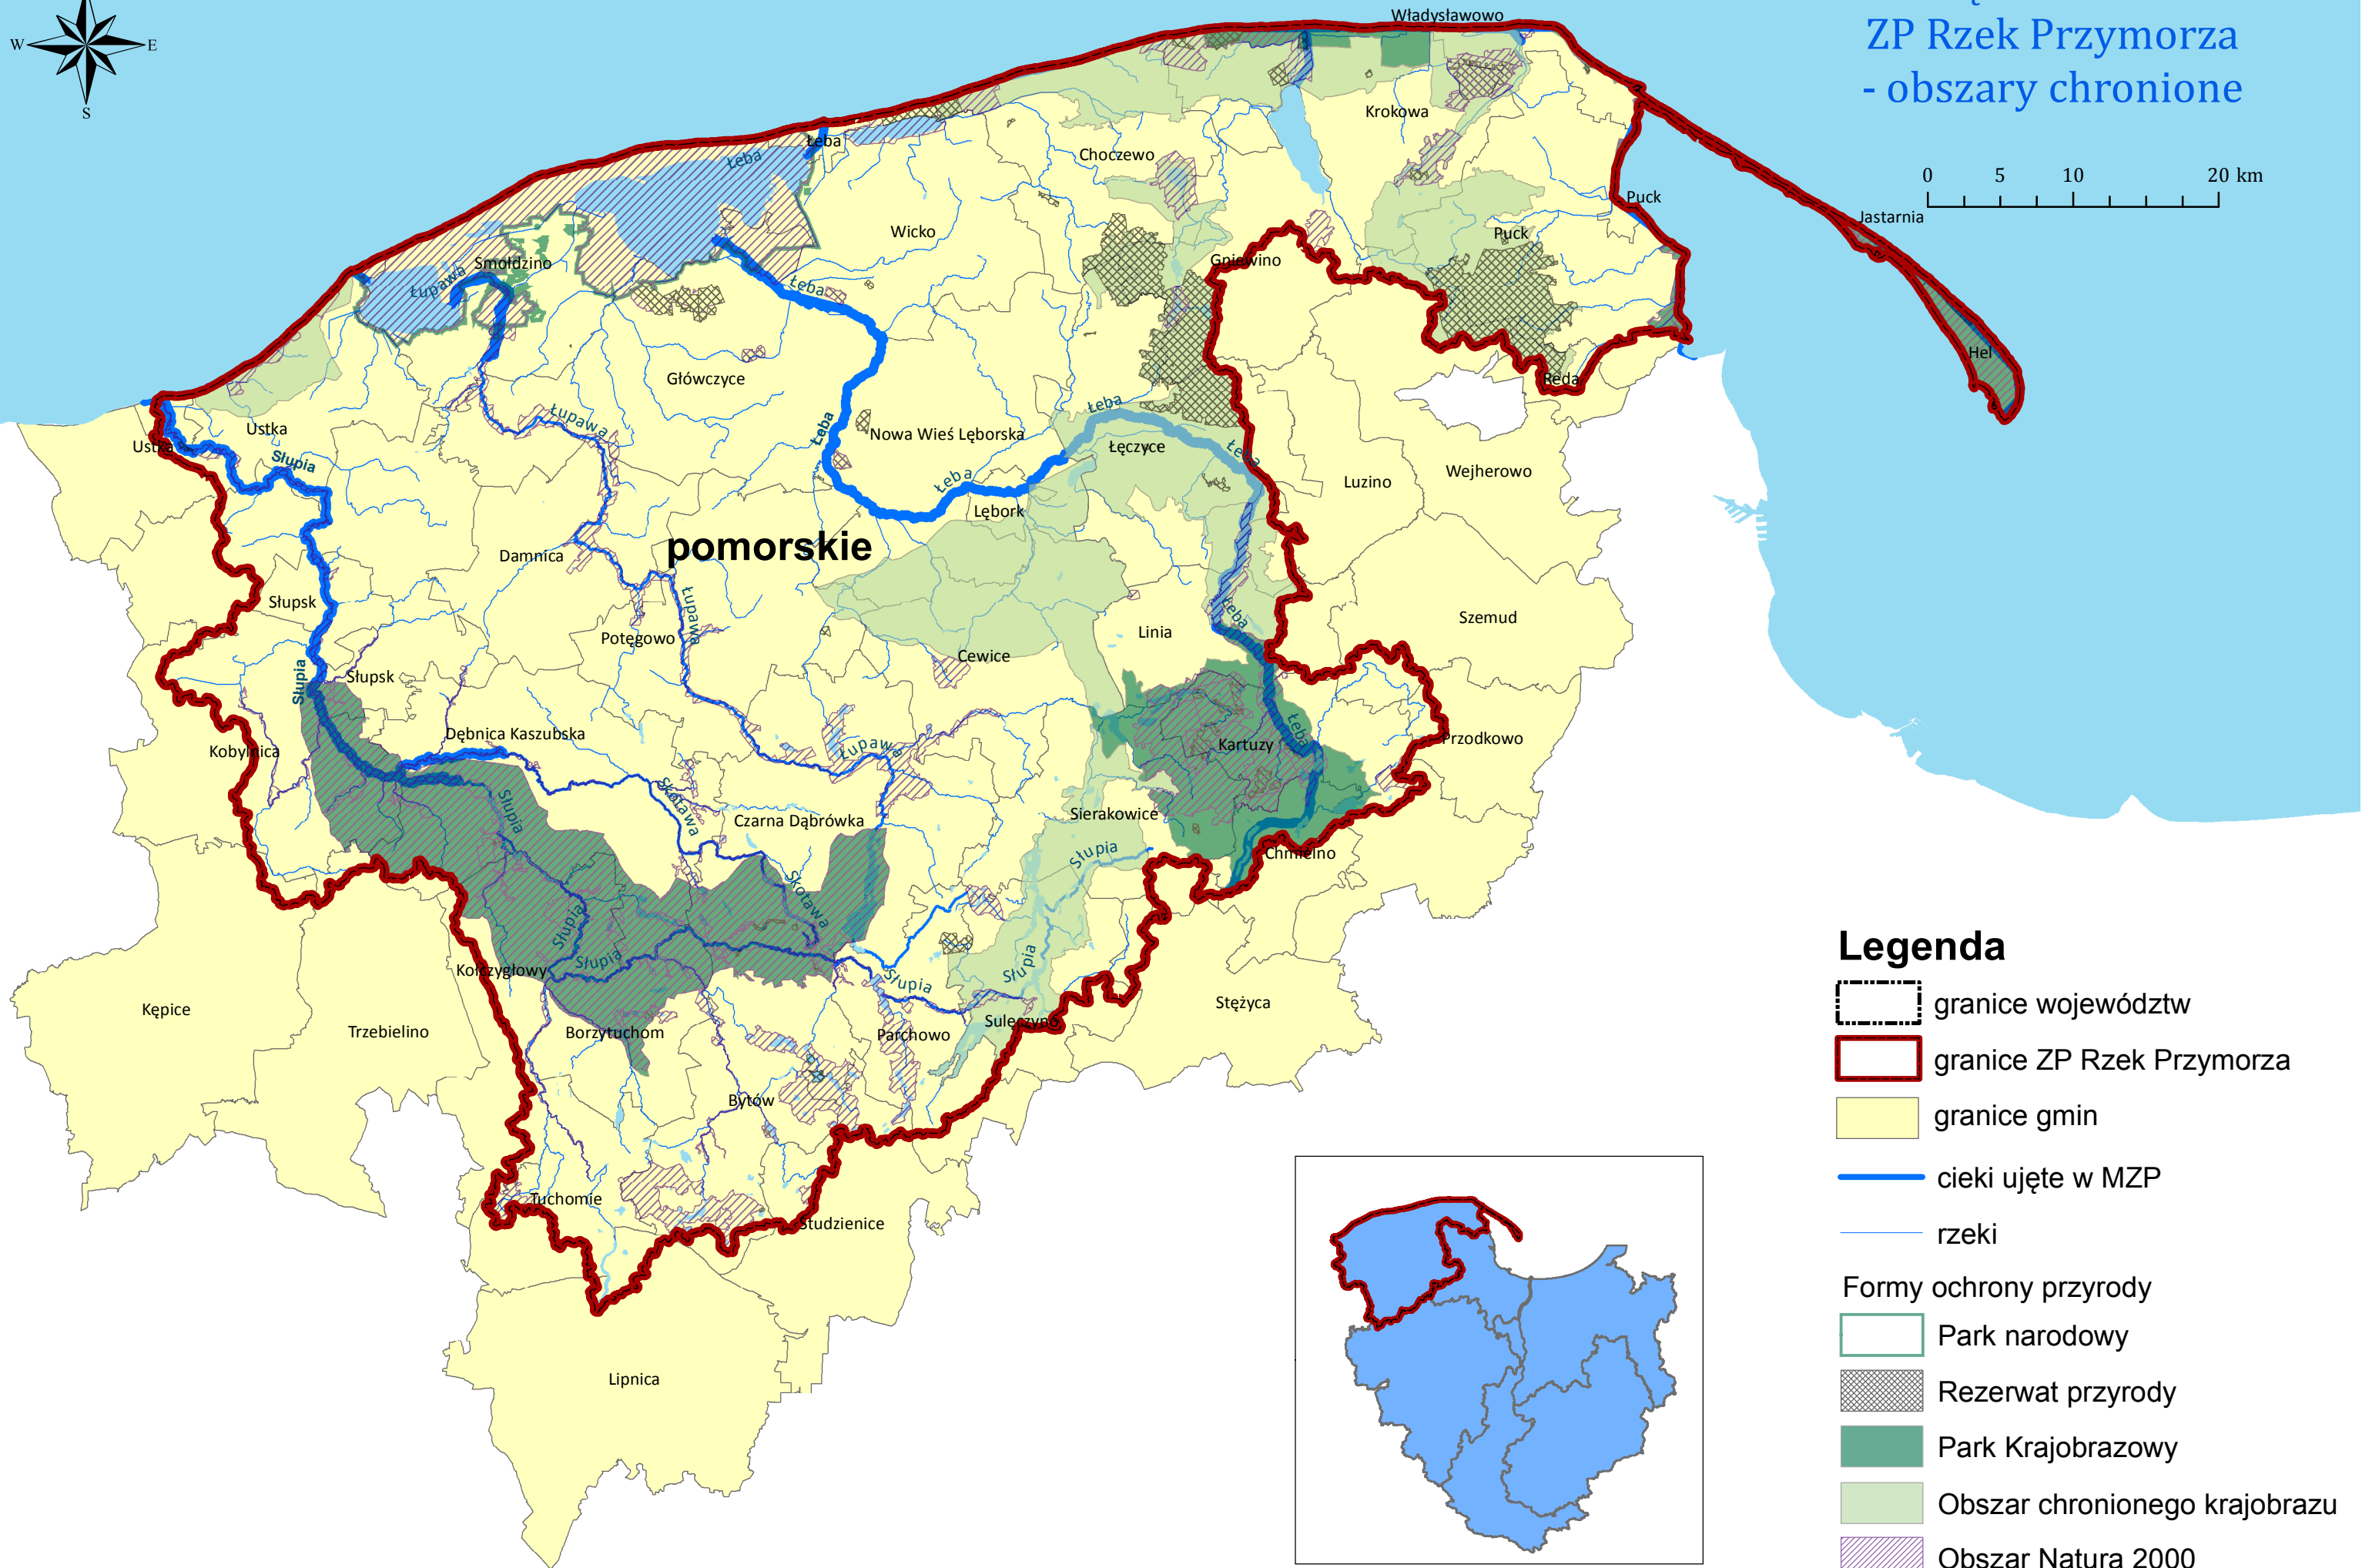 Władysławowo
ZP Rzek Przymorza
- obszary chronione
W
E
S
0 5 10 20 km
Krokowa
Łeba
Łeba
Choczewo
Puck
Jastarnia
Puck
Wicko
Smołdzino
Gniewino
Łupawa
Łeba
Hel
Główczyce
Reda
Łupawa
Łeba
Łeba
Ustka
Ustka
Słupia
Nowa Wieś Lęborska
Łęczyce
Łeba
Wejherowo
Luzino
Łeba
Lębork
pomorskie
Damnica
Słupsk
Łupawa
Łeba
Szemud
Linia
Potęgowo
Cewice
Słupia
Słupsk
Dębnica Kaszubska
Kobylnica
Łupawa
Kartuzy
Łeba
Przodkowo
Słupia
Skotawa
Czarna Dąbrówka
Sierakowice
Słupia
Chmielno
Skotawa
Słupia
Słupia
Kołczygłowy
Słupia
Słupia
Kępice
Trzebielino
Borzytuchom
Parchowo
Sulęczyno
Stężyca
Bytów
Tuchomie
Studzienice
Lipnica
Legenda
granice województw
granice ZP Rzek Przymorza
granice gmin
cieki ujęte w MZP
rzeki
Formy ochrony przyrody
Park narodowy
Rezerwat przyrody
Park Krajobrazowy
Obszar chronionego krajobrazu
Obszar Natura 2000